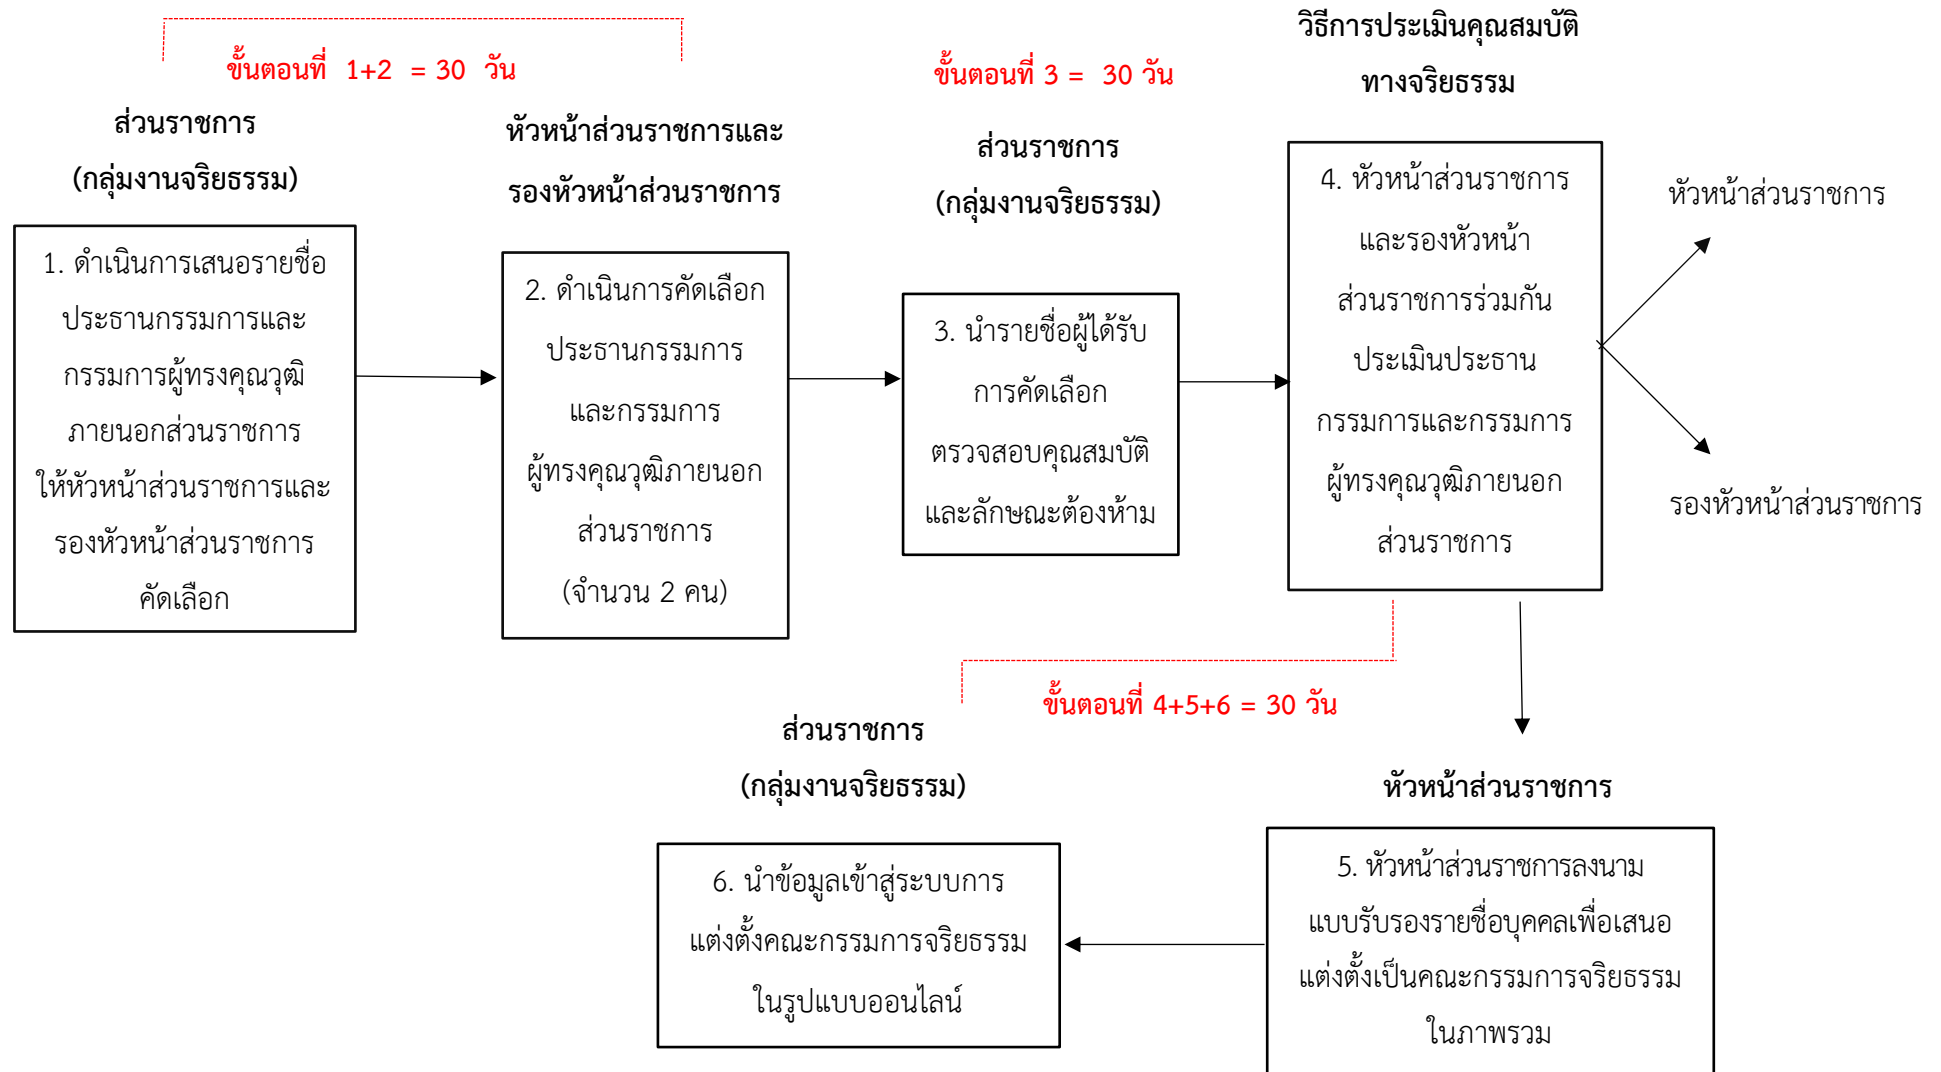 ขั้นตอนที่ 1+2 = 30 วัน
ส่วนราชการ
(กลุ่มงานจริยธรรม)
1. ดำเนินการเสนอรายชื่อ
ประธานกรรมการและ
กรรมการผู้ทรงคุณวุฒิ
ภายนอกส่วนราชการ
ให้หัวหน้าส่วนราชการและ
รองหัวหน้าส่วนราชการ
คัดเลือก
หัวหน้าส่วนราชการและ
รองหัวหน้าส่วนราชการ
2. ดำเนินการคัดเลือก
ประธานกรรมการ
และกรรมการ
ผู้ทรงคุณวุฒิภายนอก
ส่วนราชการ
(จำนวน 2 คน)
ขั้นตอนที่ 3 = 30 วัน
ส่วนราชการ
(กลุ่มงานจริยธรรม)
3. นำรายชื่อผู้ได้รับ
การคัดเลือก
ตรวจสอบคุณสมบัติ
และลักษณะต้องห้าม
วิธีการประเมินคุณสมบัติ
ทางจริยธรรม
4. หัวหน้าส่วนราชการ
และรองหัวหน้า
ส่วนราชการร่วมกัน
ประเมินประธาน
กรรมการและกรรมการ
ผู้ทรงคุณวุฒิภายนอก
ส่วนราชการ
หัวหน้าส่วนราชการ
รองหัวหน้าส่วนราชการ
ขั้นตอนที่ 4+5+6 = 30 วัน
หัวหน้าส่วนราชการ
5. หัวหน้าส่วนราชการลงนาม
แบบรับรองรายชื่อบุคคลเพื่อเสนอ
แต่งตั้งเป็นคณะกรรมการจริยธรรม
ในภาพรวม
ส่วนราชการ
(กลุ่มงานจริยธรรม)
6. นำข้อมูลเข้าสู่ระบบการ
แต่งตั้งคณะกรรมการจริยธรรม
ในรูปแบบออนไลน์